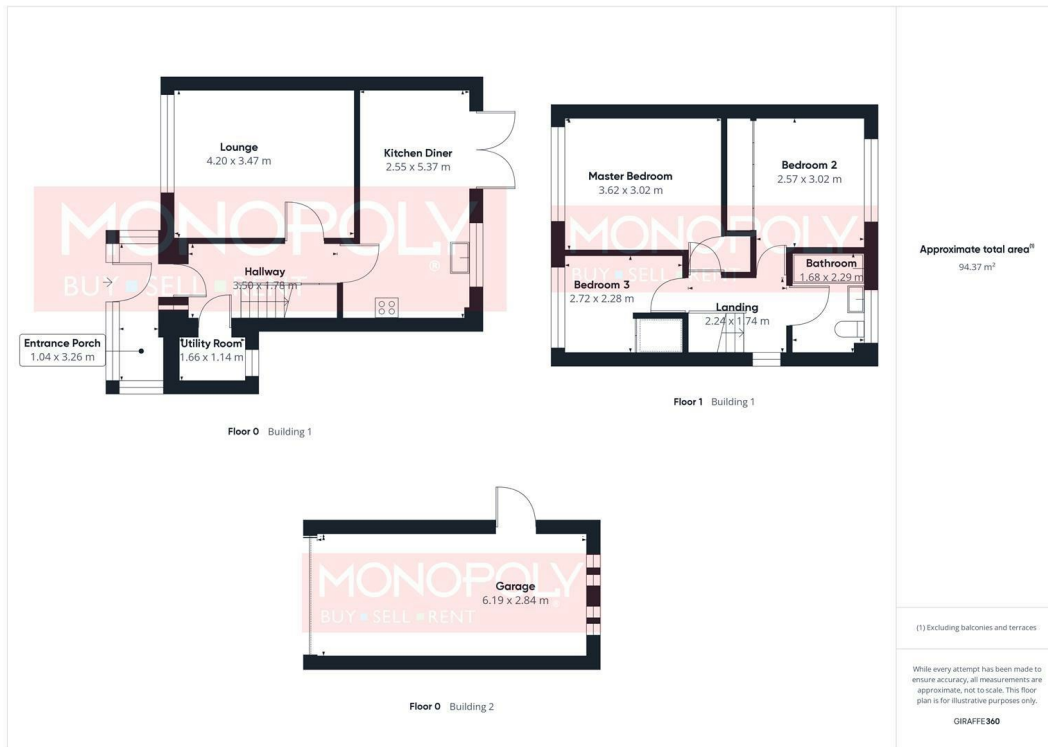 Lounge
4.20 x 3.47 m
Kitchen Diner
2.55 x 5.37 m
MONOPOLY
®
BUY SELL RENT
Hallway
3.50 x 1.78 m
Entrance Porch
1.04 x 3.26 m
Utility Room
1.66 x 1.14 m
Floor 0 Building 1
Master Bedroom
3.62 x 3.02 m
Bedroom 2
2.57 x 3.02 m
MONOPOLY
BUY SELL RENT
Bedroom 3
2.72 x 2.28 m
Bathroom
1.68 x 2.29 m
Landing
2.24 x 1.74 m
Floor 1 Building 1
MONOPOLY
®
BUY SELL RENT
Garage
6.19 x 2.84 m
Floor 0 Building 2
Approximate total area(1)
94.37 m²
(1) Excluding balconies and terraces
While every attempt has been made to
ensure accuracy, all measurements are
approximate, not to scale. This floor
plan is for illustrative purposes only.
GIRAFFE360